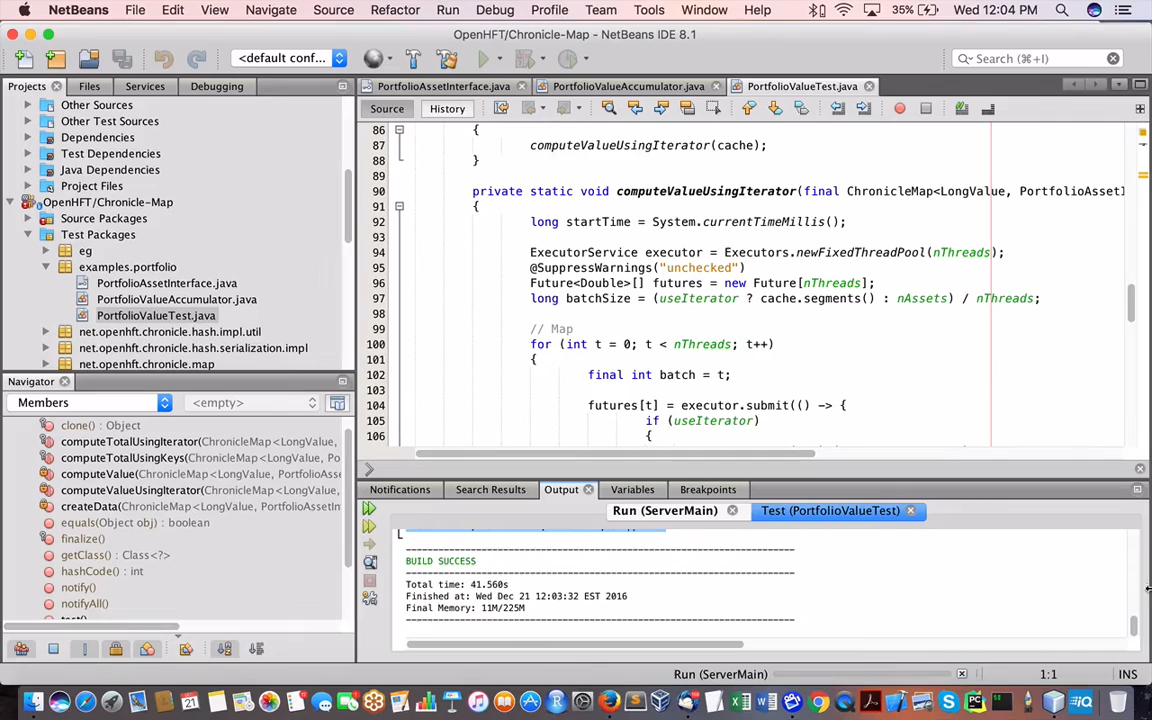 NetBeans File Edit View Navigate Source Refactor Run Debug Profile Team Tools Window Help 35% Wed 12:04 PM
OpenHFT/Chronicle-Map - NetBeans IDE 8.1
<default conf... Search (⌘+I)
Projects Files Services Debugging
PortfolioAssetInterface.java PortfolioValueAccumulator.java PortfolioValueTest.java
Source History
Other Sources
Other Test Sources
Dependencies
Test Dependencies
Java Dependencies
Project Files
OpenHFT/Chronicle-Map
Source Packages
Test Packages
eg
examples.portfolio
PortfolioAssetInterface.java
PortfolioValueAccumulator.java
PortfolioValueTest.java
net.openhft.chronicle.hash.impl.util
net.openhft.chronicle.hash.serialization.impl
net.openhft.chronicle.map
86 {
87 computeValueUsingIterator(cache);
88 }
89
90 private static void computeValueUsingIterator(final ChronicleMap<LongValue, PortfolioAssetI
91 {
92 long startTime = System.currentTimeMillis();
93
94 ExecutorService executor = Executors.newFixedThreadPool(nThreads);
95 @SuppressWarnings("unchecked")
96 Future<Double>[] futures = new Future[nThreads];
97 long batchSize = (useIterator ? cache.segments() : nAssets) / nThreads;
98
99 // Map
100 for (int t = 0; t < nThreads; t++)
101 {
102 final int batch = t;
103
104 futures[t] = executor.submit(() -> {
105 if (useIterator)
106 {
Navigator
Members <empty>
clone() : Object
computeTotalUsingIterator(ChronicleMap<LongValue,
computeTotalUsingKeys(ChronicleMap<LongValue, Po
computeValue(ChronicleMap<LongValue, PortfolioAsse
computeValueUsingIterator(ChronicleMap<LongValue,
createData(ChronicleMap<LongValue, PortfolioAssetIn
equals(Object obj) : boolean
finalize()
getClass() : Class<?>
hashCode() : int
notify()
notifyAll()
Notifications Search Results Output Variables Breakpoints
Run (ServerMain) Test (PortfolioValueTest)
BUILD SUCCESS
Total time: 41.560s
Finished at: Wed Dec 21 12:03:32 EST 2016
Final Memory: 11M/225M
Run (ServerMain) 1:1 INS